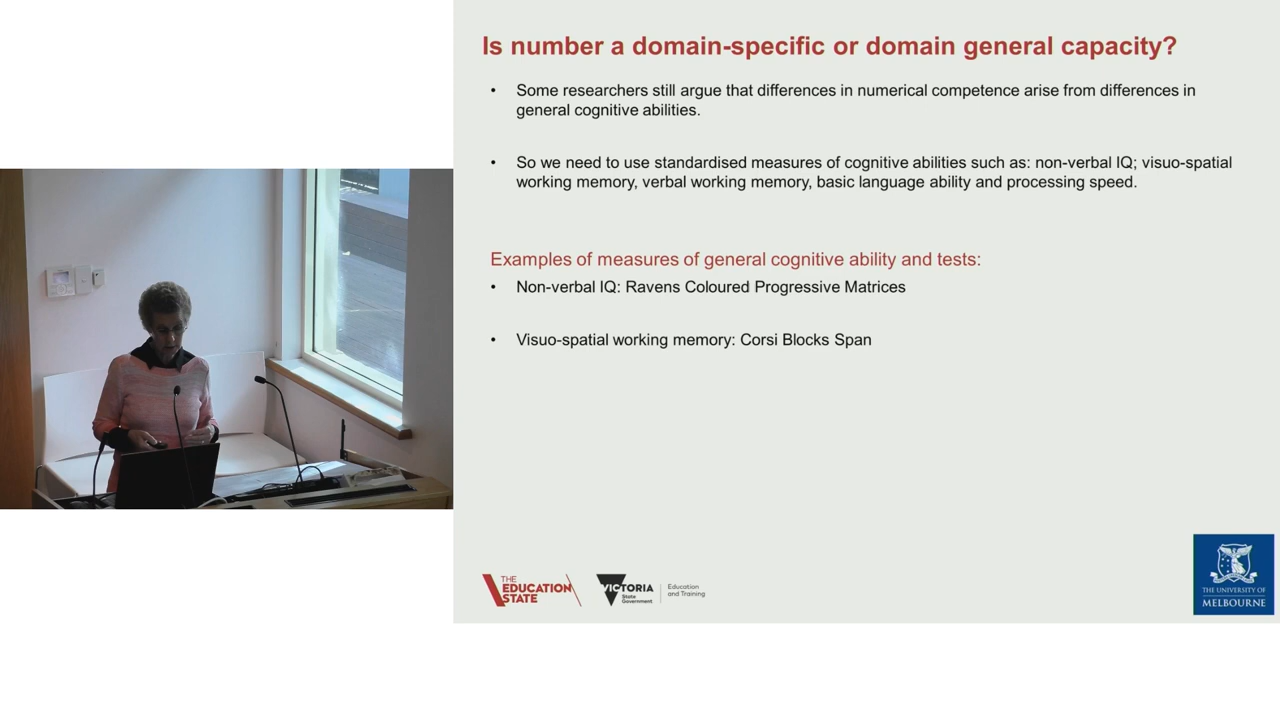 Is number a domain-specific or domain general capacity?
• Some researchers still argue that differences in numerical competence arise from differences in
general cognitive abilities.
• So we need to use standardised measures of cognitive abilities such as: non-verbal IQ; visuo-spatial
working memory, verbal working memory, basic language ability and processing speed.
Examples of measures of general cognitive ability and tests:
• Non-verbal IQ: Ravens Coloured Progressive Matrices
• Visuo-spatial working memory: Corsi Blocks Span
THE
EDUCATION
STATE
VICTORIA
State
Government
Education
and Training
THE UNIVERSITY OF
MELBOURNE